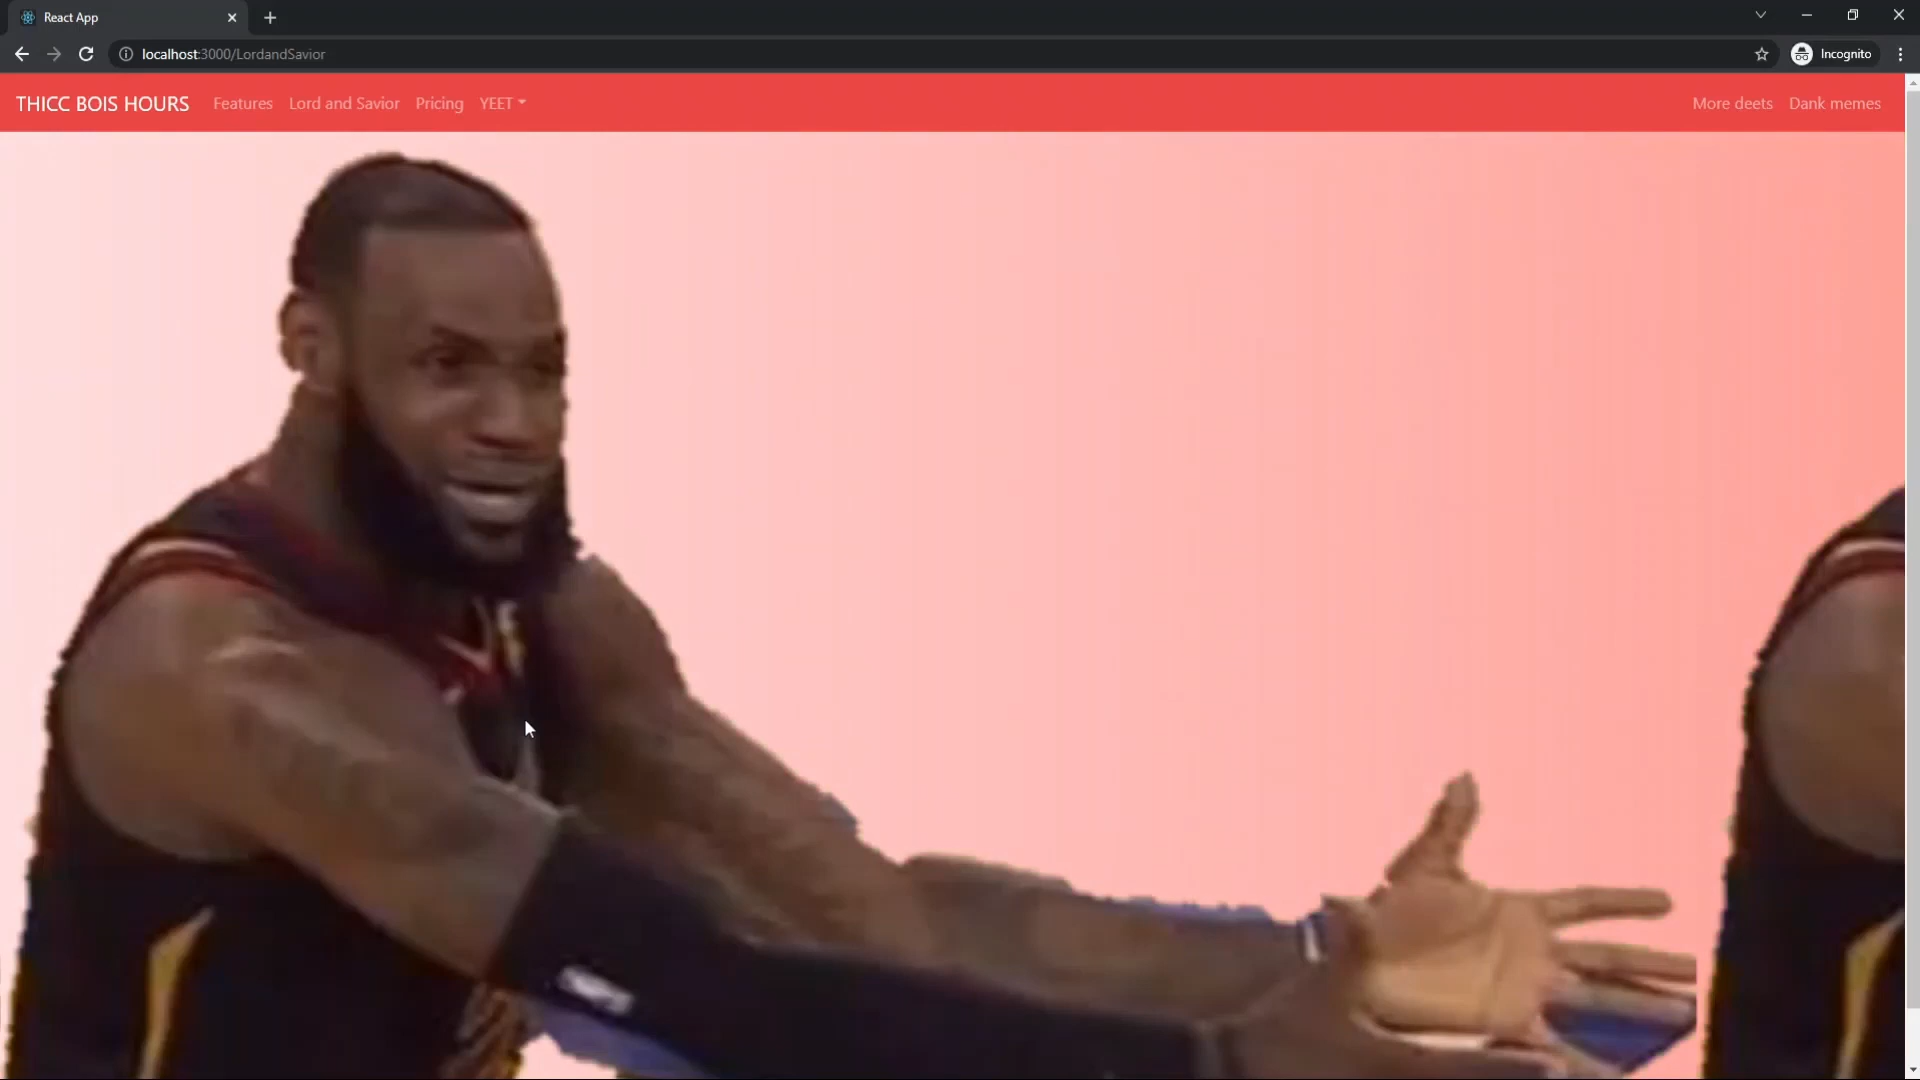 React App
localhost:3000/LordandSavior
Incognito
THICC BOIS HOURS Features Lord and Savior Pricing YEET More deets Dank memes